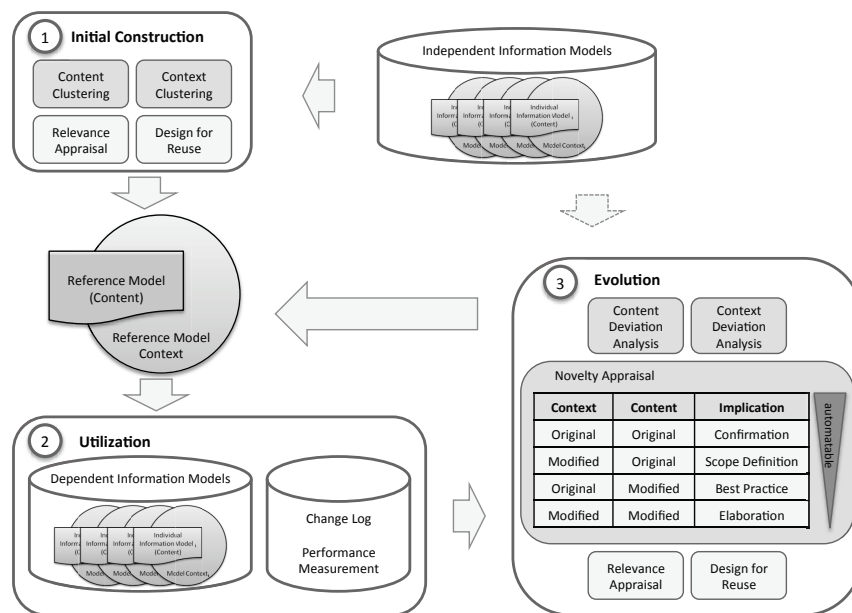 1 Initial Construction
Content
Clustering
Context
Clustering
Relevance
Appraisal
Design for
Reuse
Independent Information Models
Individual
Information Model
(Content)
Model Context
Reference Model
(Content)
Reference Model
Context
2 Utilization
Dependent Information Models
Individual
Information Model
(Content)
Model Context
Change Log
Performance
Measurement
3 Evolution
Content
Deviation
Analysis
Context
Deviation
Analysis
Novelty Appraisal
Context Content Implication
Original Original Confirmation
Modified Original Scope Definition
Original Modified Best Practice
Modified Modified Elaboration
automatable
Relevance
Appraisal
Design for
Reuse